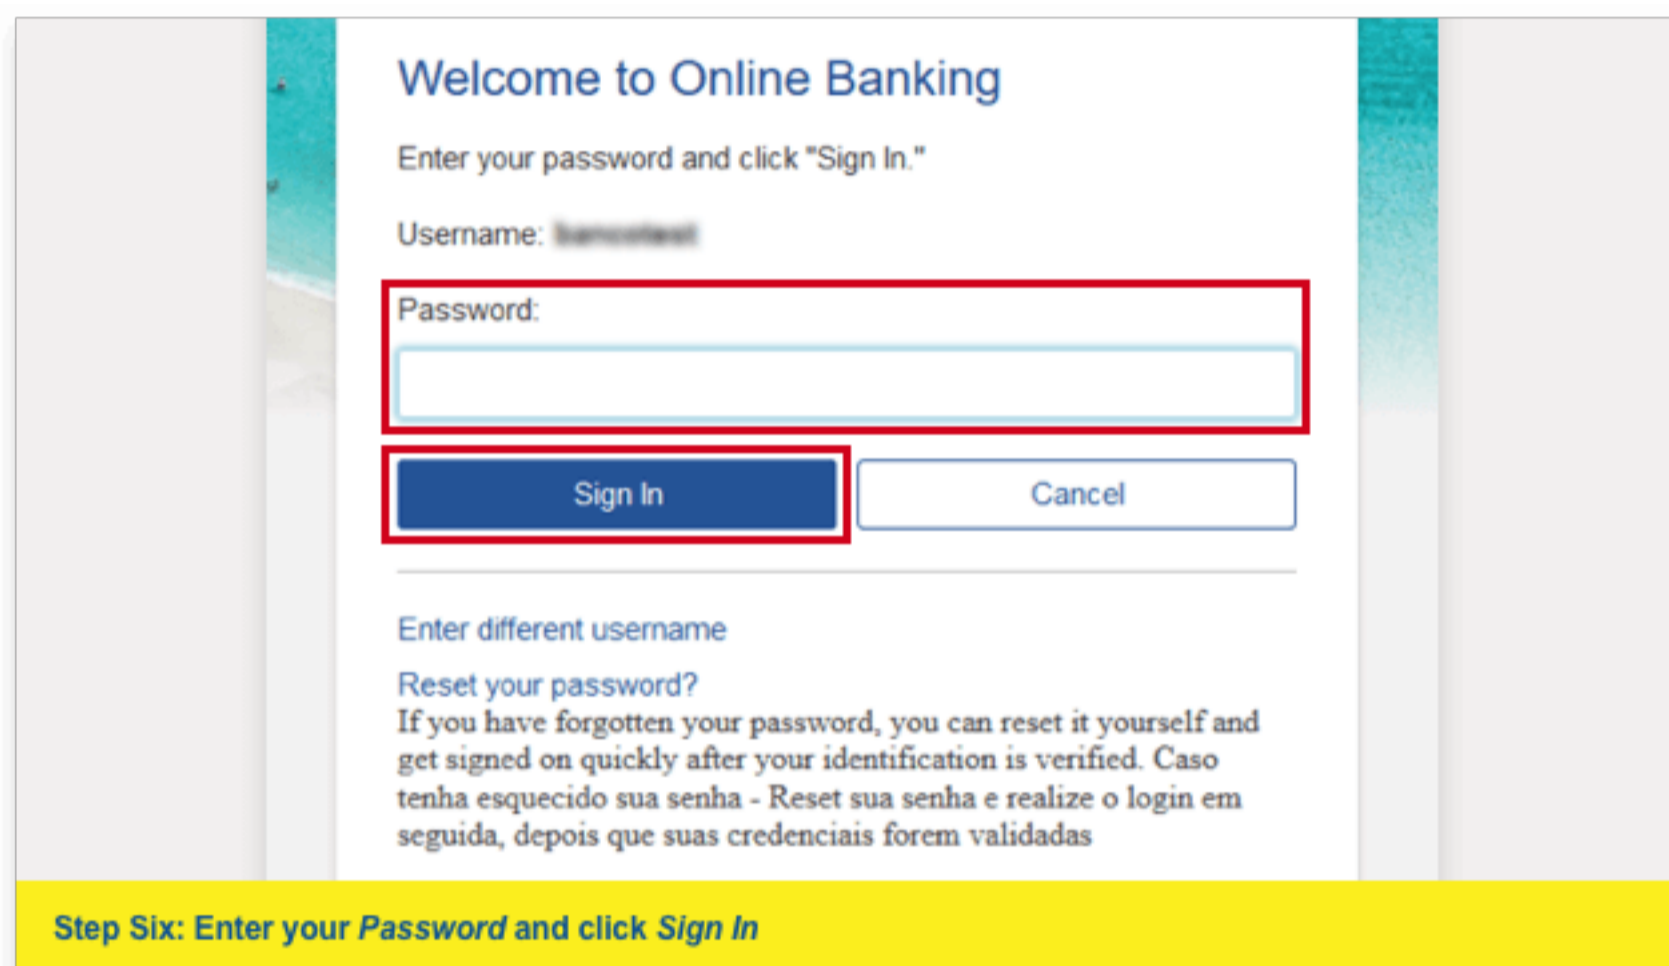 Welcome to Online Banking
Enter your password and click "Sign In."
Username:
Password:
Sign In
Cancel
Enter different username
Reset your password?
If you have forgotten your password, you can reset it yourself and
get signed on quickly after your identification is verified. Caso
tenha esquecido sua senha - Reset sua senha e realize o login em
seguida, depois que suas credenciais forem validadas
Step Six: Enter your Password and click Sign In